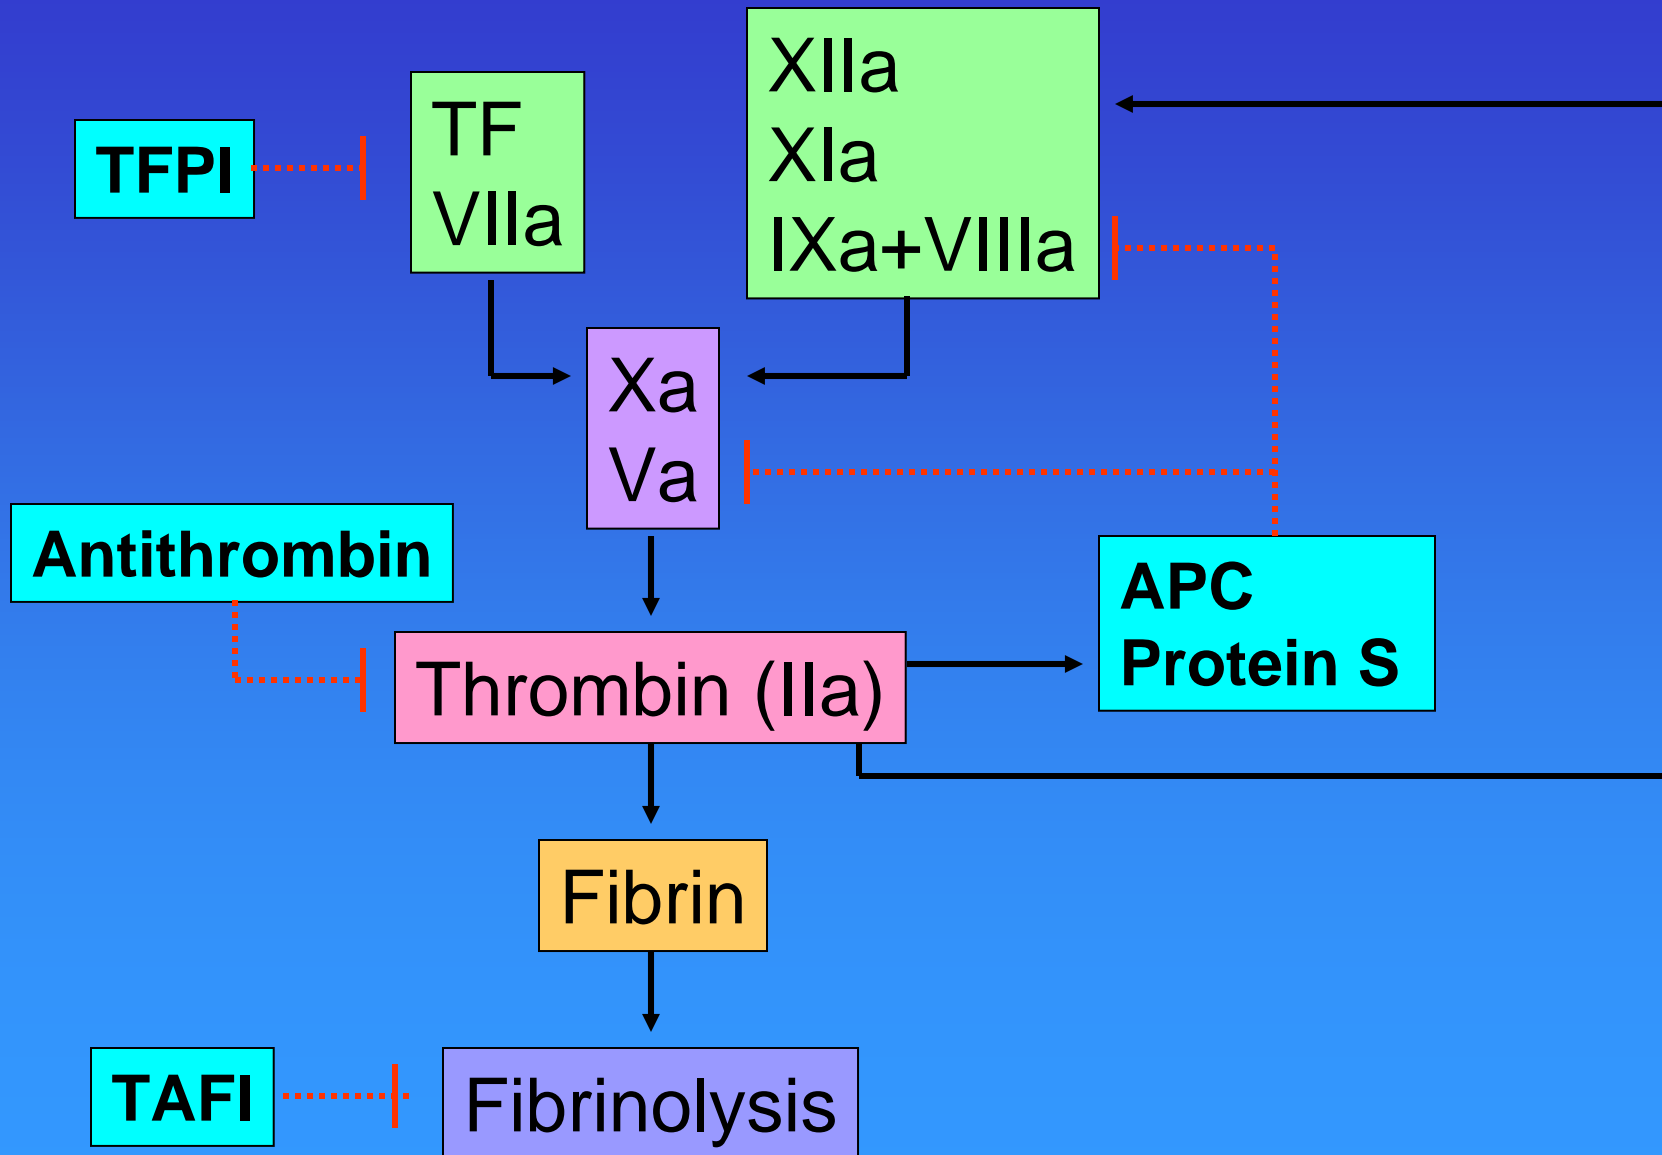 XIIa
XIa
IXa+VIIIa
TF
VIIa
TFPI
Xa
Va
Antithrombin
APC
Protein S
Thrombin (IIa)
Fibrin
TAFI
Fibrinolysis